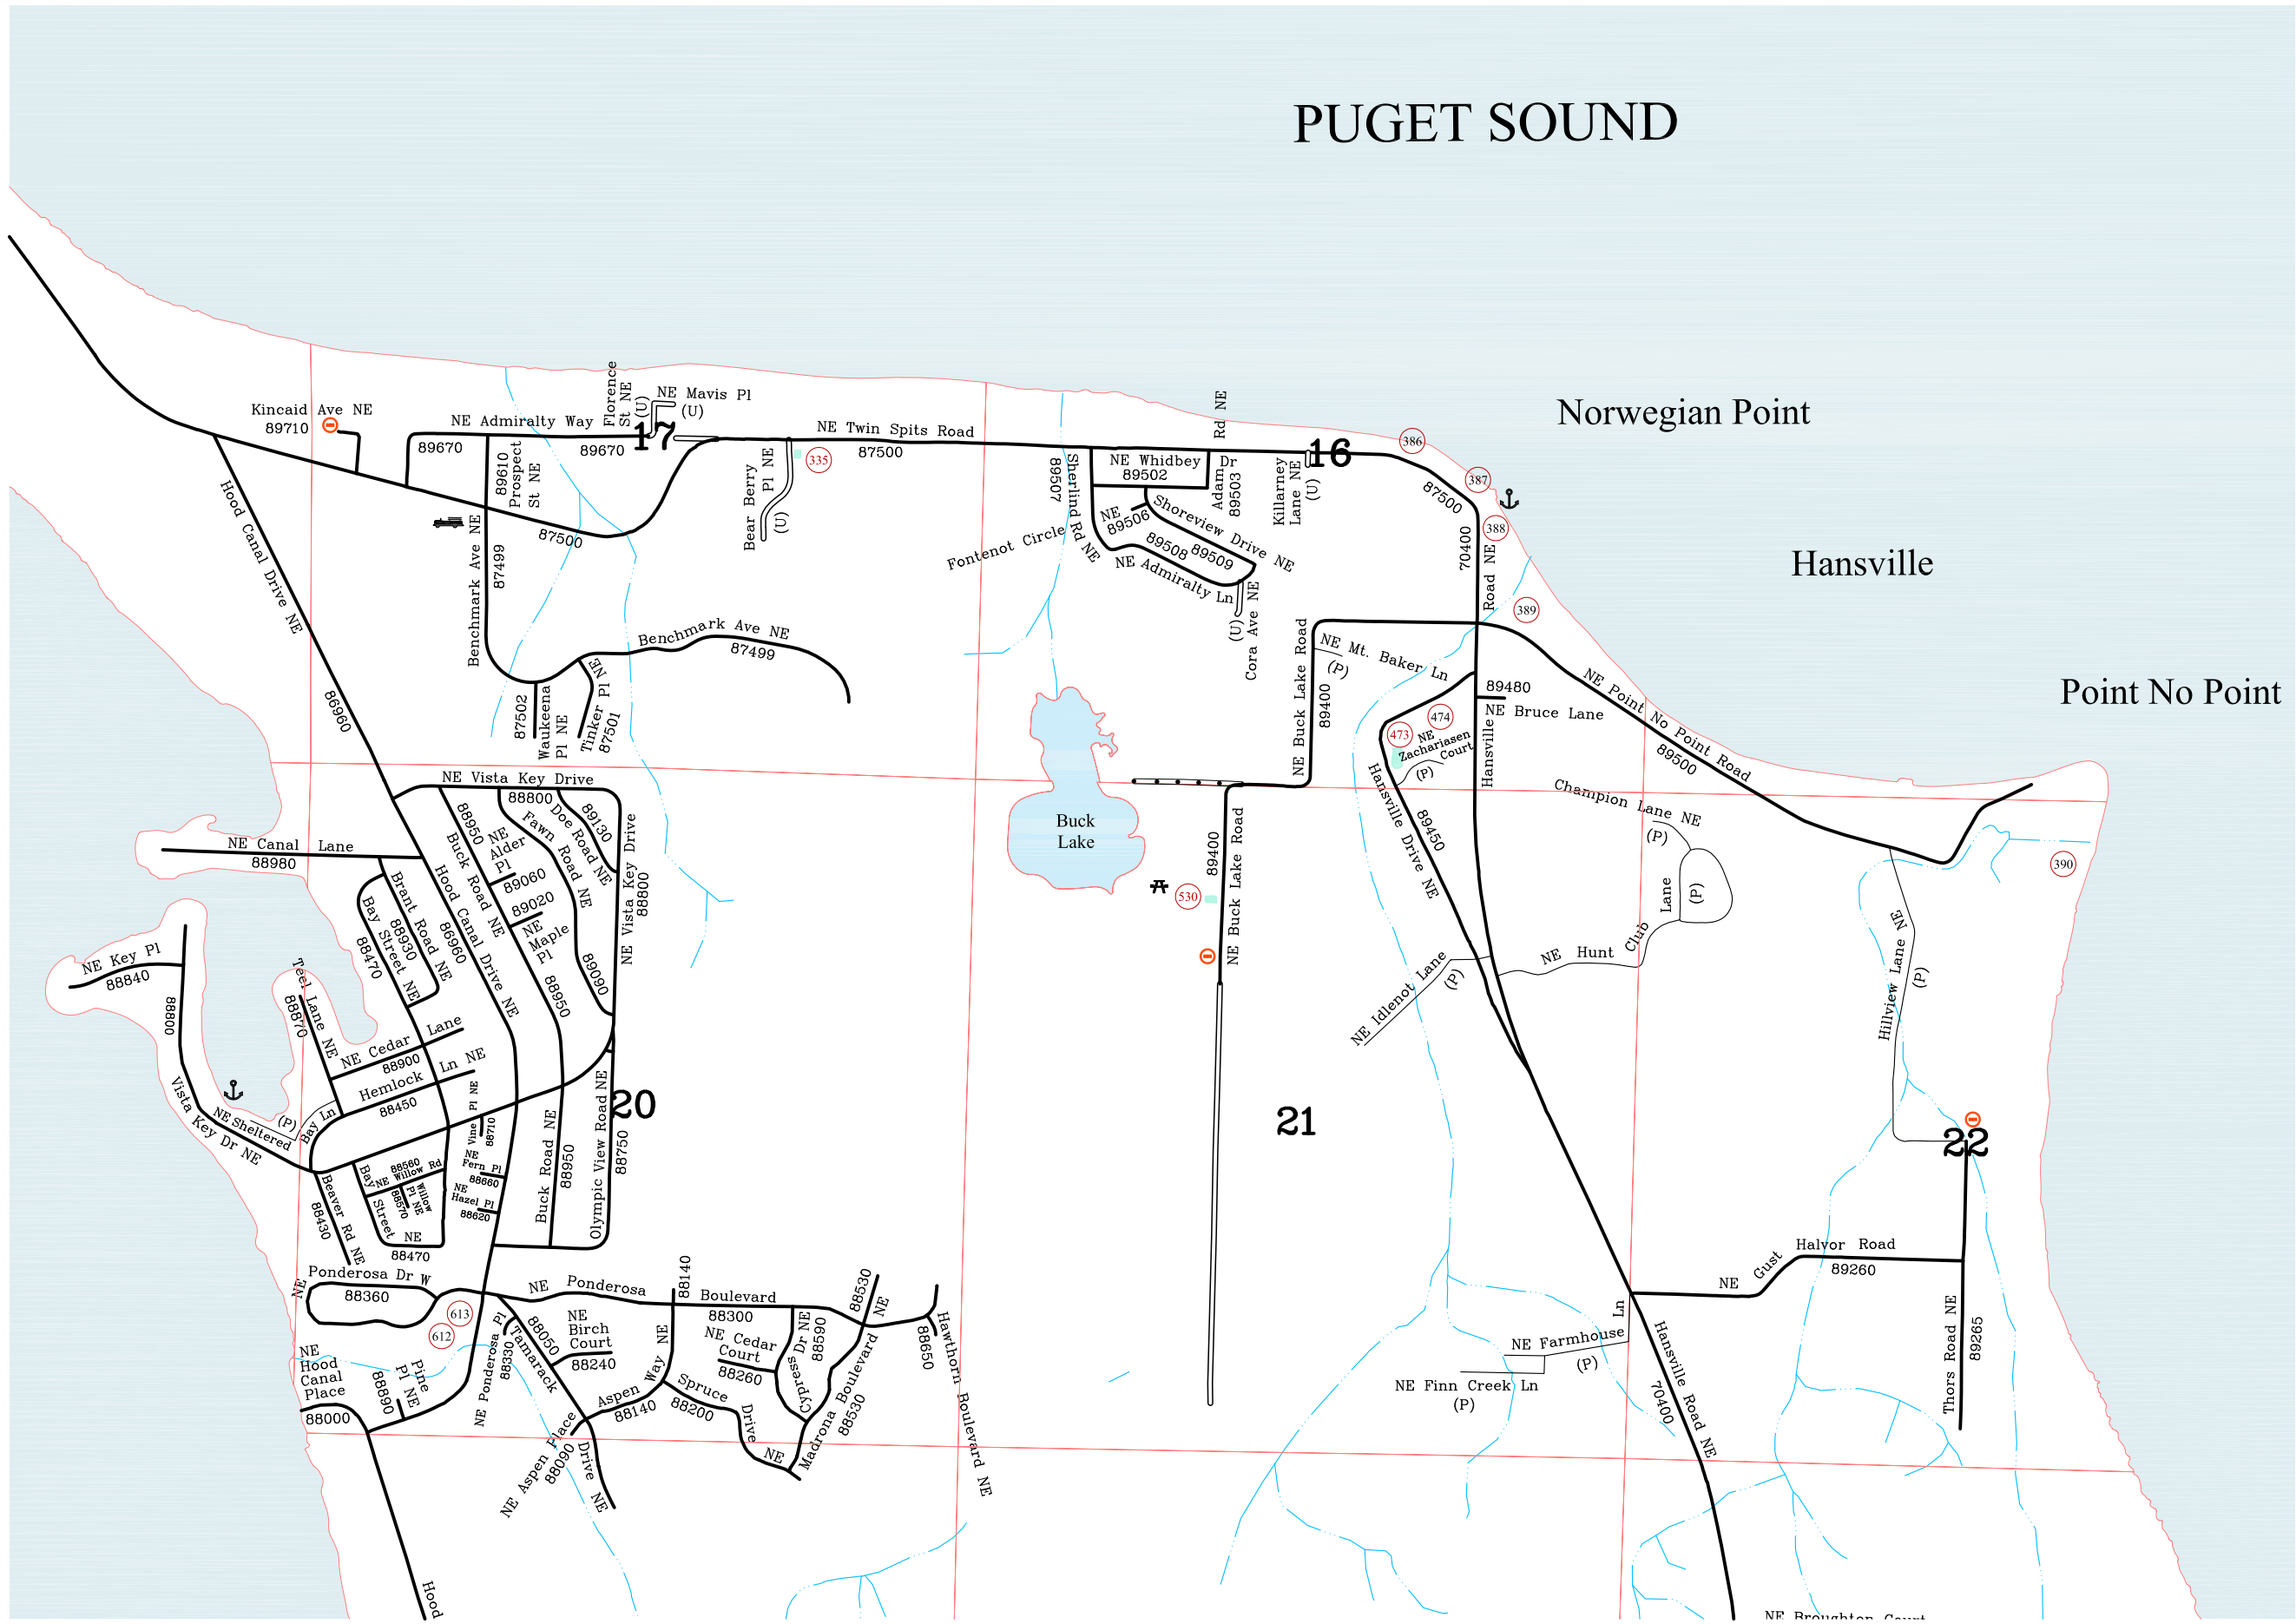 PUGET SOUND
Norwegian Point
Hansville
Point No Point
Kincaid Ave NE
89710
NE Admiralty Way
89670
89670
Florence
St NE
(U)
NE Mavis Pl
(U)
17
89610
Prospect
St NE
NE Twin Spits Road
87500
Bear Berry
Pl NE
(U)
335
87500
Benchmark Ave NE
87499
Benchmark Ave NE
87499
87502
Waukeena
Pl NE
Tinker Pl NE
87501
Hood Canal Drive NE
86960
89507
Sherlind Rd NE
NE Whidbey Dr
89502
Adam Rd NE
89503
Killarney
Lane NE
(U)
16
386
387
388
389
87500
70400
Fontenot Circle NE
89506
Shoreview Drive NE
89509
89508
NE Admiralty Ln
(U)
Cora Ave NE
NE Buck Lake Road
89400
NE Mt. Baker Ln
(P)
Hansville Road NE
89480
NE Bruce Lane
474
473
NE
Zachariasen
Court
(P)
Hansville Drive NE
89450
NE Point No Point Road
89500
Champion Lane NE
(P)
NE Hunt Club Lane
(P)
NE Idlenot Lane
(P)
Hillview Lane NE
(P)
390
Buck
Lake
89400
NE Buck Lake Road
530
NE Vista Key Drive
88800
88950
Buck Road NE
NE
Alder
Pl
89060
89020
NE
Maple
Pl
Fawn Road NE
89090
89130
Doe Road NE
NE Vista Key Drive
88800
NE Canal Lane
88980
Brant Road NE
88930
Bay Street NE
88470
Hood Canal Drive NE
86960
88950
NE Key Pl
88840
88800
Vista Key Dr NE
Teel Lane NE
88870
NE Cedar Lane
88900
Hemlock Ln NE
88450
NE Sheltered Bay Ln
(P)
Vine Pl NE
88710
NE
Fern Pl
88660
NE
Hazel Pl
88620
88560
NE Willow Rd
Willow
Pl NE
88570
Bay Street NE
88470
Beaver Rd NE
88430
Buck Road NE
88950
Olympic View Road NE
88750
20
21
22
NE Ponderosa Dr W
88360
613
612
NE Ponderosa Boulevard
88300
88140
NE
Hood
Canal
Place
88000
Pine
Pl NE
88890
NE Ponderosa Pl
88330
Tamarack Drive NE
88050
NE
Birch
Court
88240
Aspen Way NE
88140
NE Aspen Place
88090
Spruce Drive NE
88200
NE Cedar
Court
88260
Cypress Dr NE
88590
88530
Madrona Boulevard NE
88530
Hawthorn Boulevard NE
88650
Hood
NE Gust Halvor Road
89260
Thors Road NE
89265
NE Farmhouse Ln
(P)
NE Finn Creek Ln
(P)
Hansville Road NE
70400
NE Broughton Court